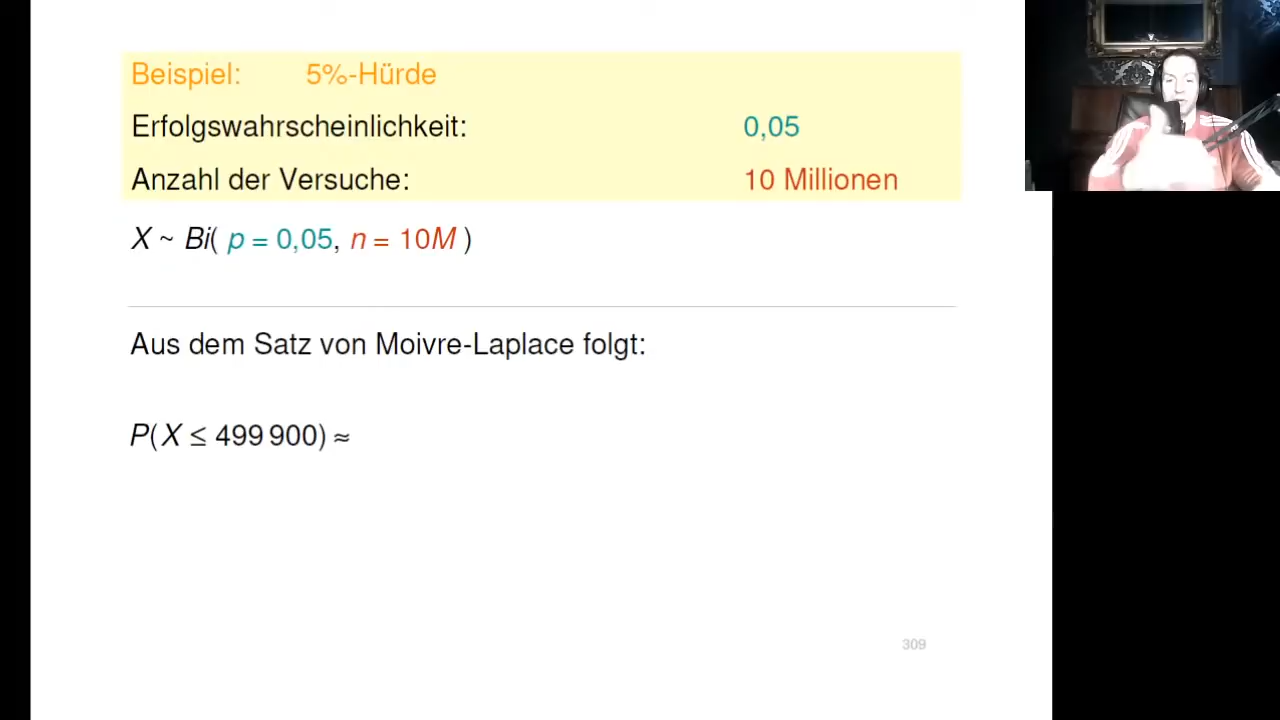 Beispiel: 5%-Hürde
Erfolgswahrscheinlichkeit: 0,05
Anzahl der Versuche: 10 Millionen
X ~ Bi( p = 0,05, n = 10M )
Aus dem Satz von Moivre-Laplace folgt:
P(X ≤ 499 900) ≈
309